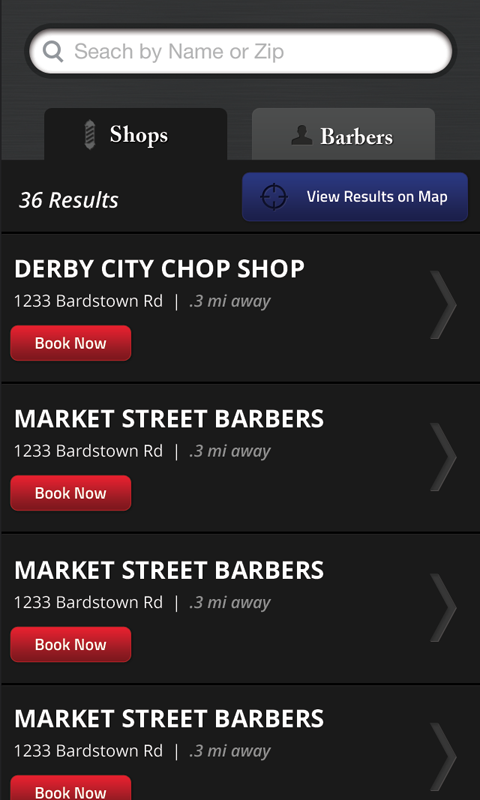 Seach by Name or Zip
Shops
Barbers
36 Results
View Results on Map
DERBY CITY CHOP SHOP
1233 Bardstown Rd | .3 mi away
Book Now
MARKET STREET BARBERS
1233 Bardstown Rd | .3 mi away
Book Now
MARKET STREET BARBERS
1233 Bardstown Rd | .3 mi away
Book Now
MARKET STREET BARBERS
1233 Bardstown Rd | .3 mi away
Book Now